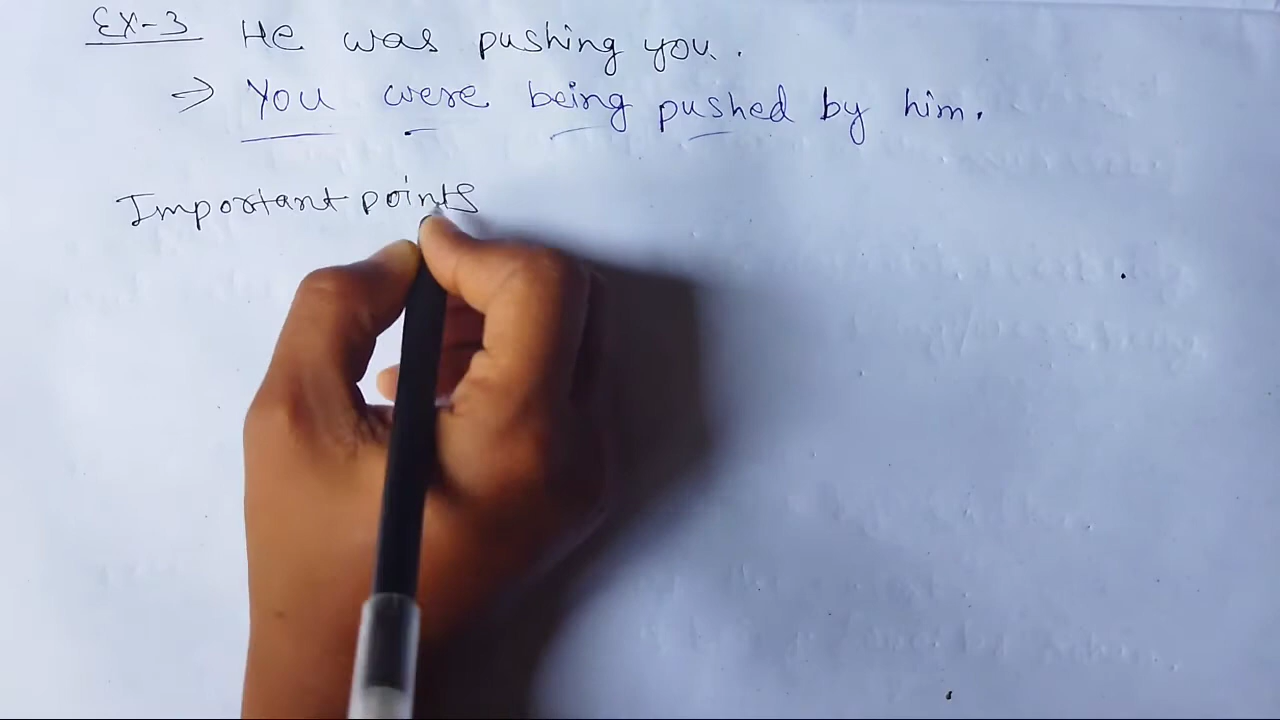 Ex-3 He was pushing you.
→ You were being pushed by him.
Important points